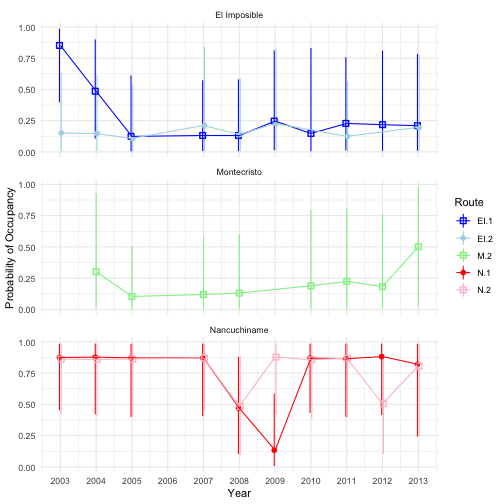 El Imposible
1.00
0.75
0.50
0.25
0.00
Montecristo
1.00
0.75
0.50
0.25
0.00
Nancuchiname
1.00
0.75
0.50
0.25
0.00
2003 2004 2005 2006 2007 2008 2009 2010 2011 2012 2013
Year
Probability of Occupancy
Route
EI.1
EI.2
M.2
N.1
N.2